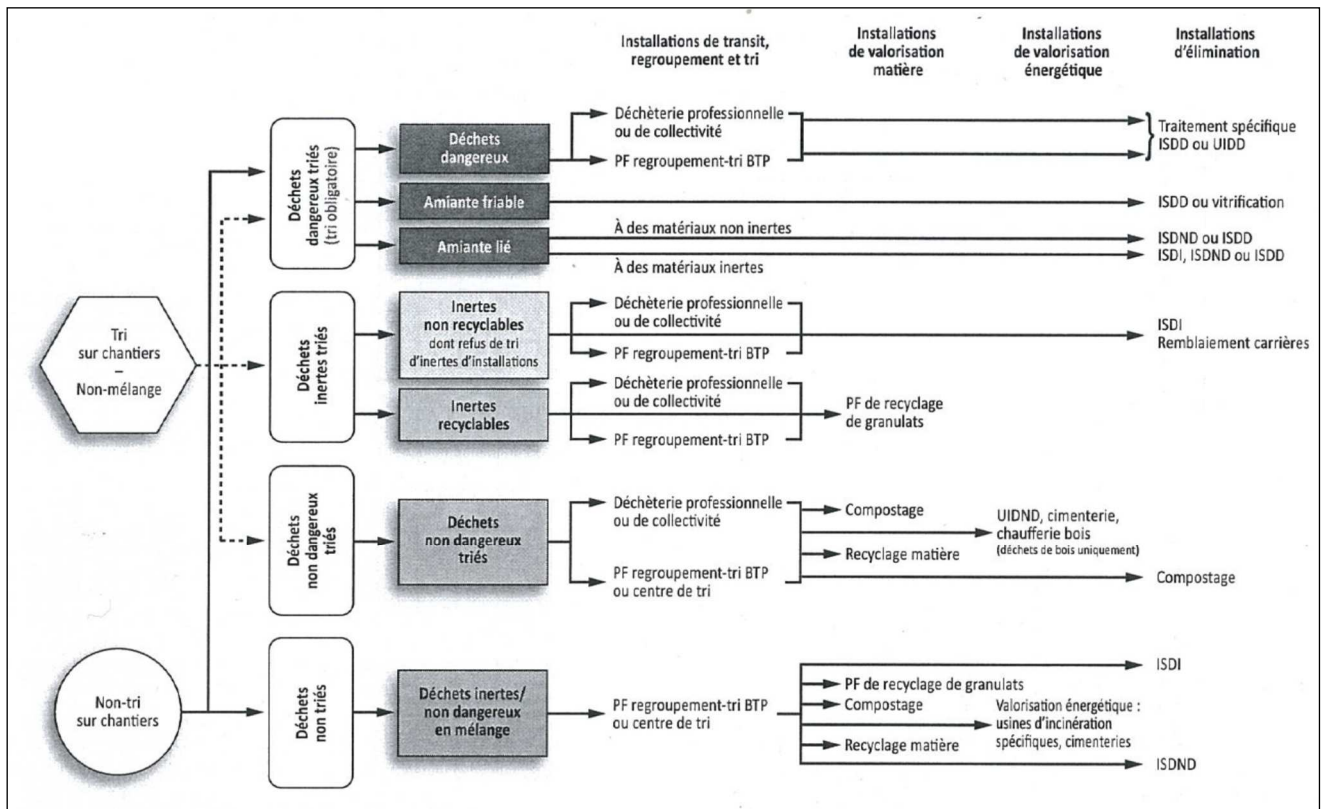 Installations de transit,
regroupement et tri
Installations
de valorisation
matière
Installations
de valorisation
énergétique
Installations
d'élimination
Tri
sur chantiers
–
Non-mélange
Non-tri
sur chantiers
Déchets
dangereux triés
(tri obligatoire)
Déchets
dangereux
Déchèterie professionnelle
ou de collectivité
PF regroupement-tri BTP
Traitement spécifique
ISDD ou UIDD
Amiante friable
ISDD ou vitrification
Amiante lié
À des matériaux non inertes
ISDND ou ISDD
À des matériaux inertes
ISDI, ISDND ou ISDD
Déchets
inertes triés
Inertes
non recyclables
dont refus de tri
d'inertes d'installations
Déchèterie professionnelle
ou de collectivité
PF regroupement-tri BTP
ISDI
Remblaiement carrières
Inertes
recyclables
Déchèterie professionnelle
ou de collectivité
PF regroupement-tri BTP
PF de recyclage
de granulats
Déchets
non dangereux
triés
Déchets
non dangereux
triés
Déchèterie professionnelle
ou de collectivité
PF regroupement-tri BTP
ou centre de tri
Compostage
Recyclage matière
UIDND, cimenterie,
chaufferie bois
(déchets de bois uniquement)
Compostage
Déchets
non triés
Déchets inertes/
non dangereux
en mélange
PF regroupement-tri BTP
ou centre de tri
ISDI
PF de recyclage de granulats
Compostage
Recyclage matière
Valorisation énergétique :
usines d'incinération
spécifiques, cimenteries
ISDND